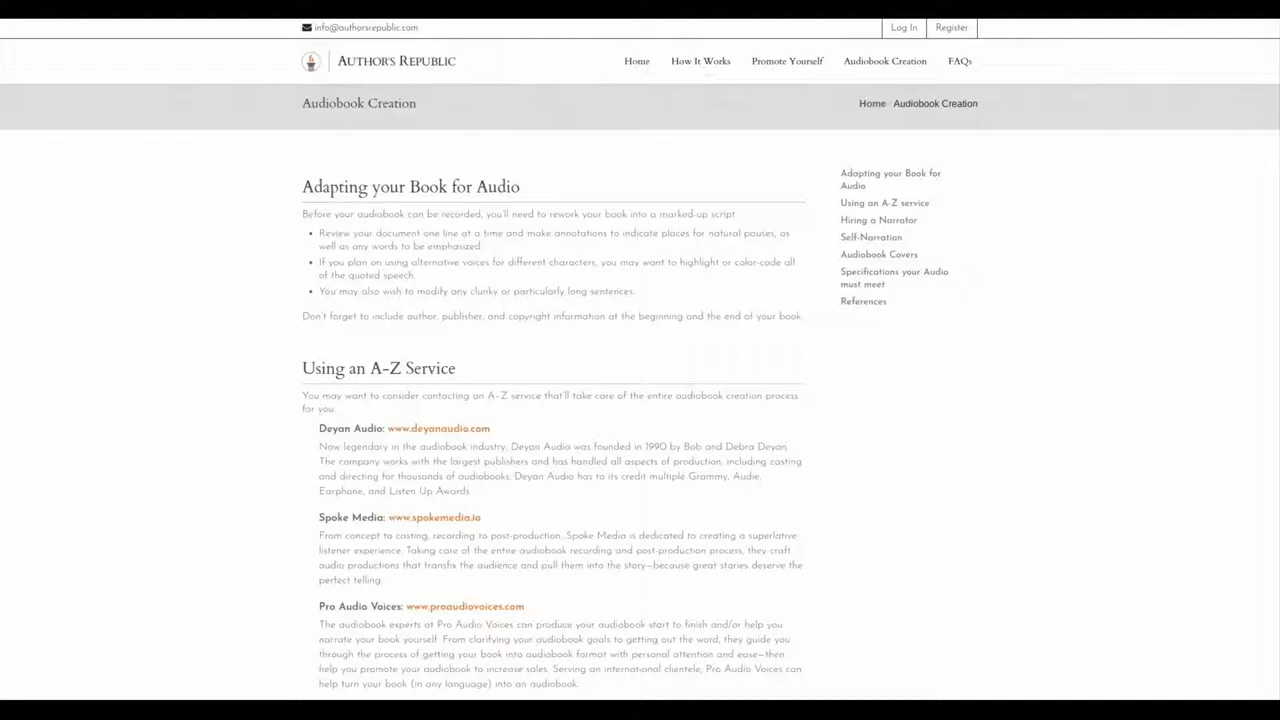 info@authorsrepublic.com
Log In
Register
AUTHOR'S REPUBLIC
Home
How It Works
Promote Yourself
Audiobook Creation
FAQs
Audiobook Creation
Home / Audiobook Creation
Adapting your Book for Audio
Before your audiobook can be recorded, you'll need to rework your book into a marked-up script:
• Review your document one line at a time and make annotations to indicate places for natural pauses, as
well as any words to be emphasized.
• If you plan on using alternative voices for different characters, you may want to highlight or color-code all
of the quoted speech.
• You may also wish to modify any clunky or particularly long sentences.
Don't forget to include author, publisher, and copyright information at the beginning and the end of your book.
Using an A-Z Service
You may want to consider contacting an A-Z service that'll take care of the entire audiobook creation process
for you.
Deyan Audio: www.deyanaudio.com
Now legendary in the audiobook industry, Deyan Audio was founded in 1990 by Bob and Debra Deyan.
The company works with the largest publishers and has handled all aspects of production, including casting
and directing for thousands of audiobooks. Deyan Audio has to its credit multiple Grammy, Audie,
Earphone, and Listen Up Awards.
Spoke Media: www.spokemedia.io
From concept to casting, recording to post-production...Spoke Media is dedicated to creating a superlative
listener experience. Taking care of the entire audiobook recording and post-production process, they craft
audio productions that transfix the audience and pull them into the story—because great stories deserve the
perfect telling.
Pro Audio Voices: www.proaudiovoices.com
The audiobook experts at Pro Audio Voices can produce your audiobook start to finish and/or help you
narrate your book yourself. From clarifying your audiobook goals to getting out the word, they guide you
through the process of getting your book into audiobook format with personal attention and ease—then
help you promote your audiobook to increase sales. Serving an international clientele, Pro Audio Voices can
help turn your book (in any language) into an audiobook.
Adapting your Book for
Audio
Using an A-Z service
Hiring a Narrator
Self-Narration
Audiobook Covers
Specifications your Audio
must meet
References